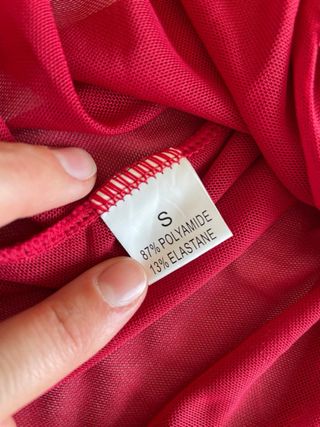 S
87% POLYAMIDE
13% ELASTANE